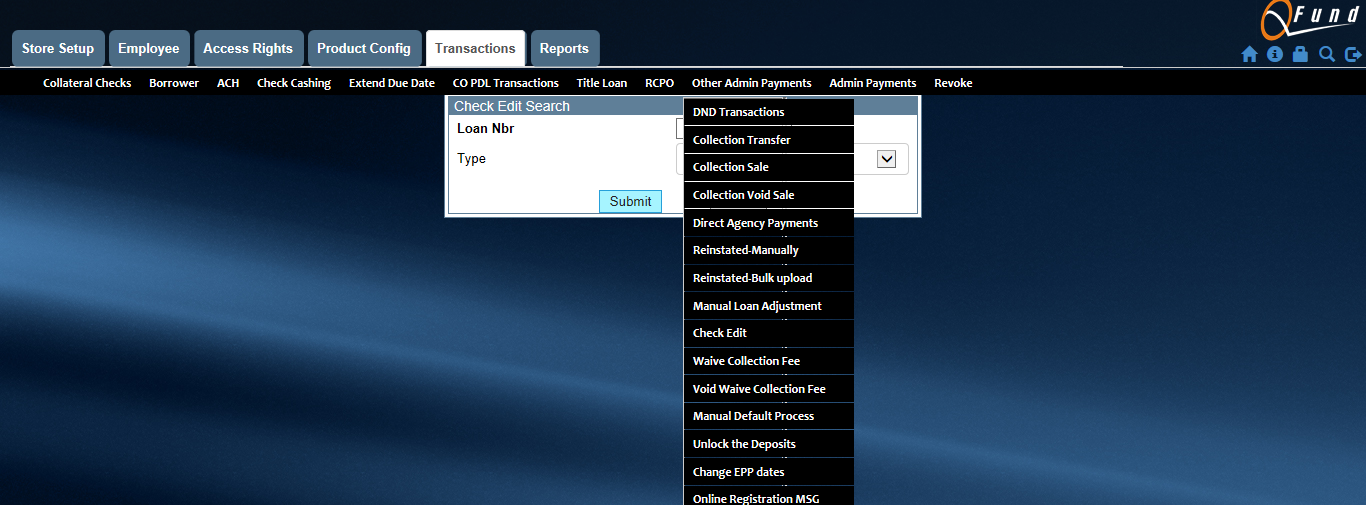 Fund
Store Setup
Employee
Access Rights
Product Config
Transactions
Reports
Collateral Checks
Borrower
ACH
Check Cashing
Extend Due Date
CO PDL Transactions
Title Loan
RCPO
Other Admin Payments
Admin Payments
Revoke
Check Edit Search
Loan Nbr
Type
Submit
DND Transactions
Collection Transfer
Collection Sale
Collection Void Sale
Direct Agency Payments
Reinstated-Manually
Reinstated-Bulk upload
Manual Loan Adjustment
Check Edit
Waive Collection Fee
Void Waive Collection Fee
Manual Default Process
Unlock the Deposits
Change EPP dates
Online Registration MSG